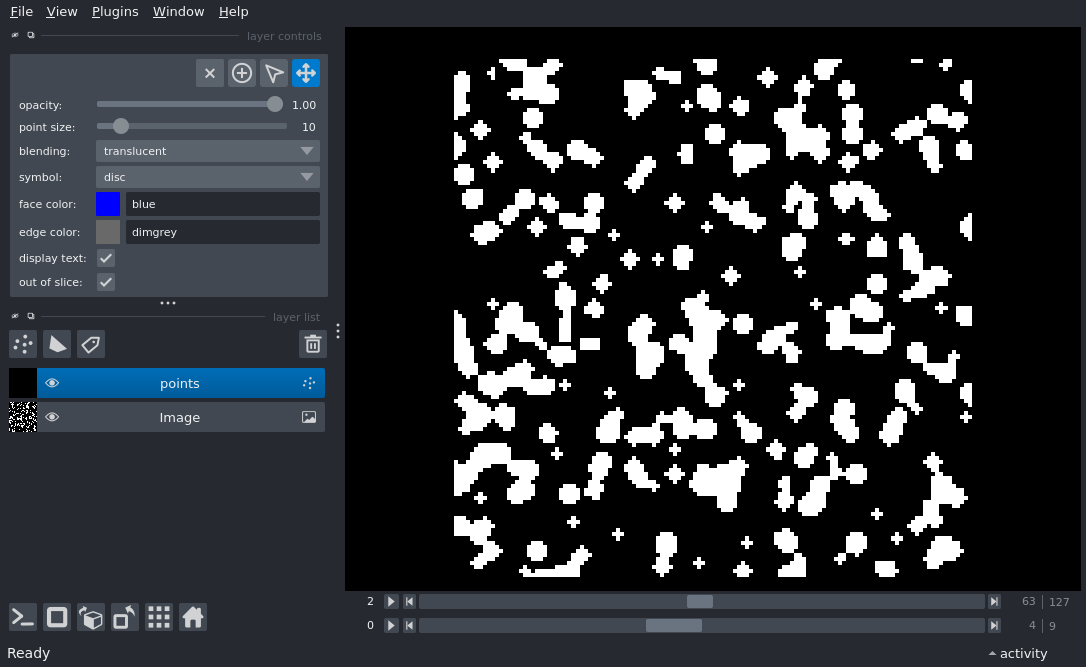 File View Plugins Window Help
layer controls
opacity: 1.00
point size: 10
blending: translucent
symbol: disc
face color: blue
edge color: dimgrey
display text:
out of slice:
layer list
points
Image
2 63 127
0 4 9
Ready activity